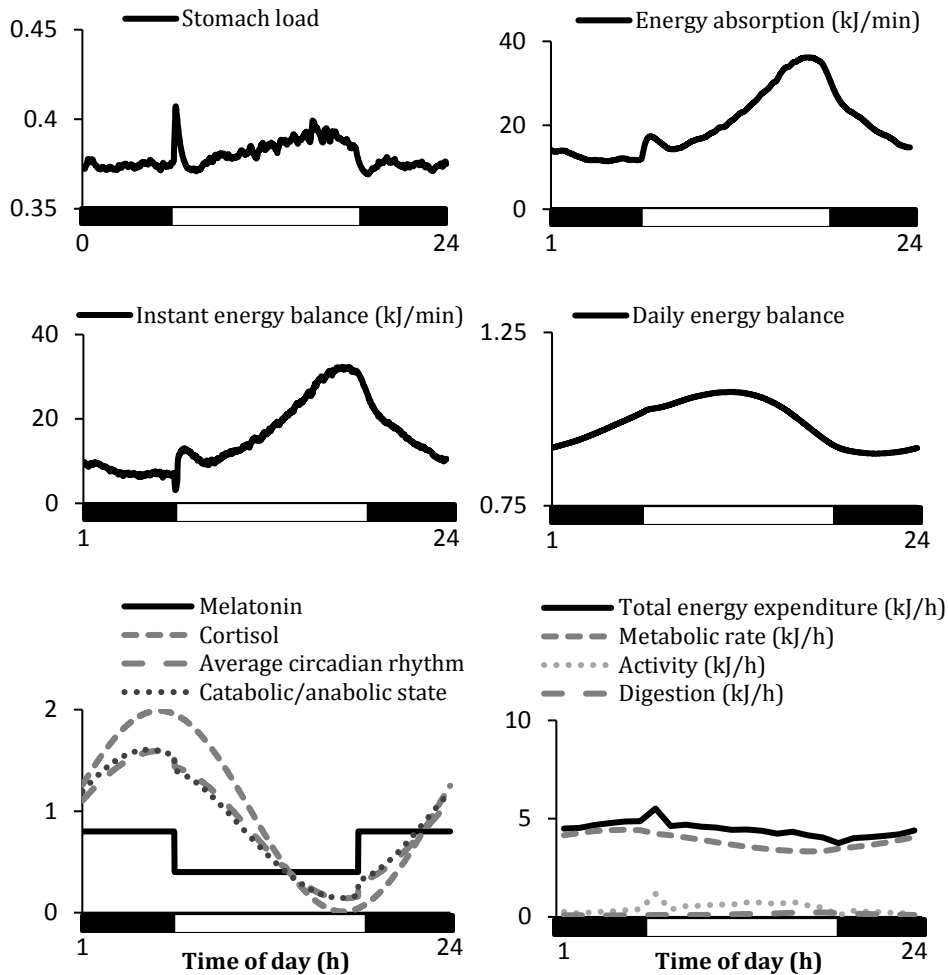 Stomach load
0.45
0.4
0.35
0
24
Energy absorption (kJ/min)
40
20
0
1
24
Instant energy balance (kJ/min)
40
20
0
1
24
Daily energy balance
1.25
0.75
1
24
Melatonin
Cortisol
Average circadian rhythm
Catabolic/anabolic state
2
1
0
1
24
Time of day (h)
Total energy expenditure (kJ/h)
Metabolic rate (kJ/h)
Activity (kJ/h)
Digestion (kJ/h)
10
5
0
1
24
Time of day (h)